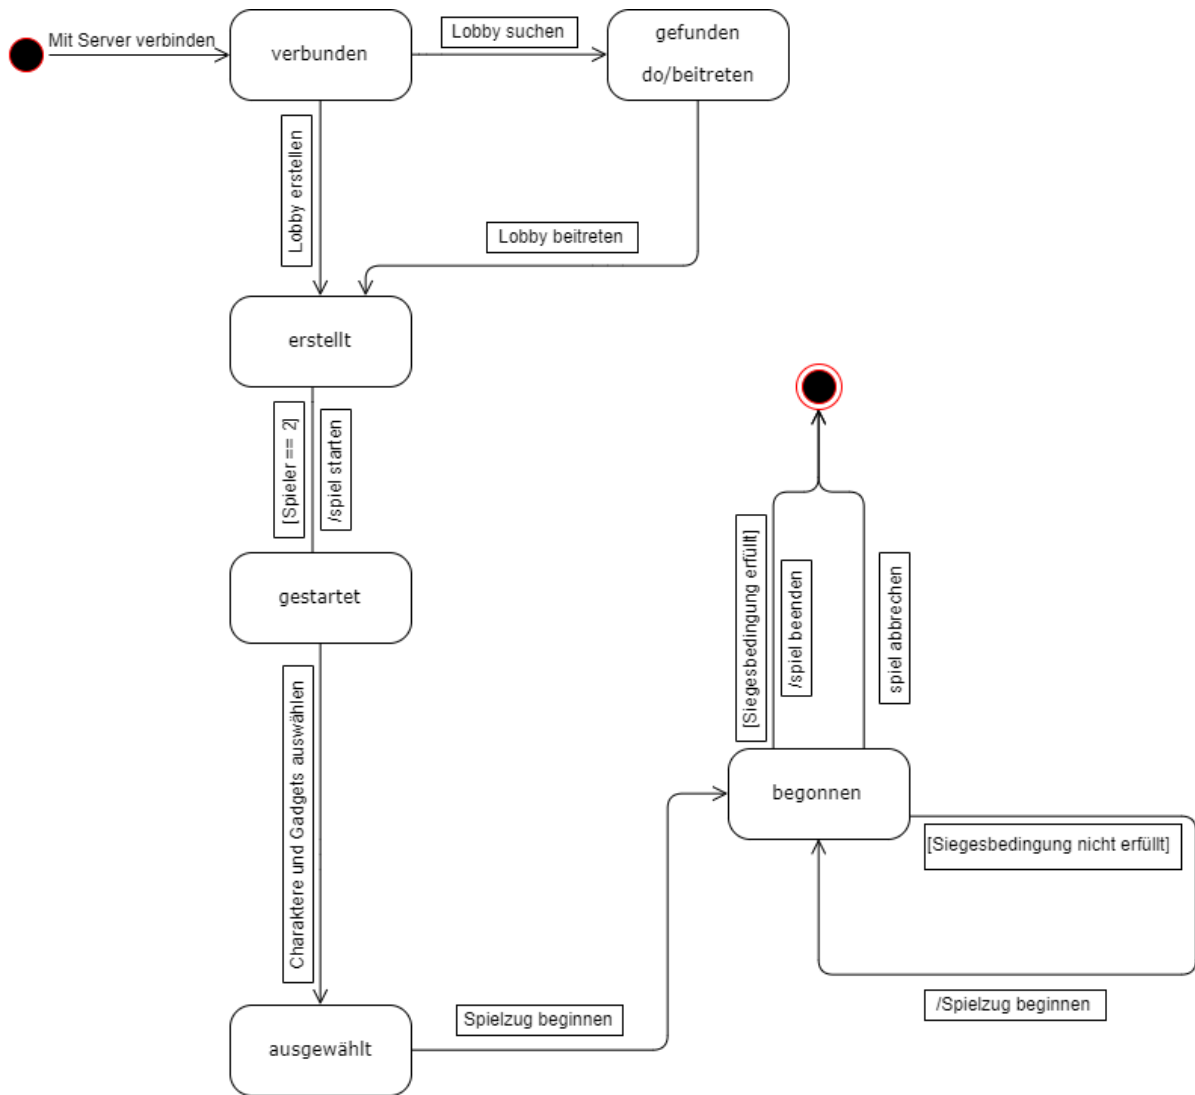 Mit Server verbinden
verbunden
Lobby suchen
gefunden
do/beitreten
Lobby erstellen
Lobby beitreten
erstellt
[Spieler == 2]
/spiel starten
gestartet
Charaktere und Gadgets auswählen
ausgewählt
Spielzug beginnen
begonnen
[Siegesbedingung erfüllt]
/spiel beenden
spiel abbrechen
[Siegesbedingung nicht erfüllt]
/Spielzug beginnen